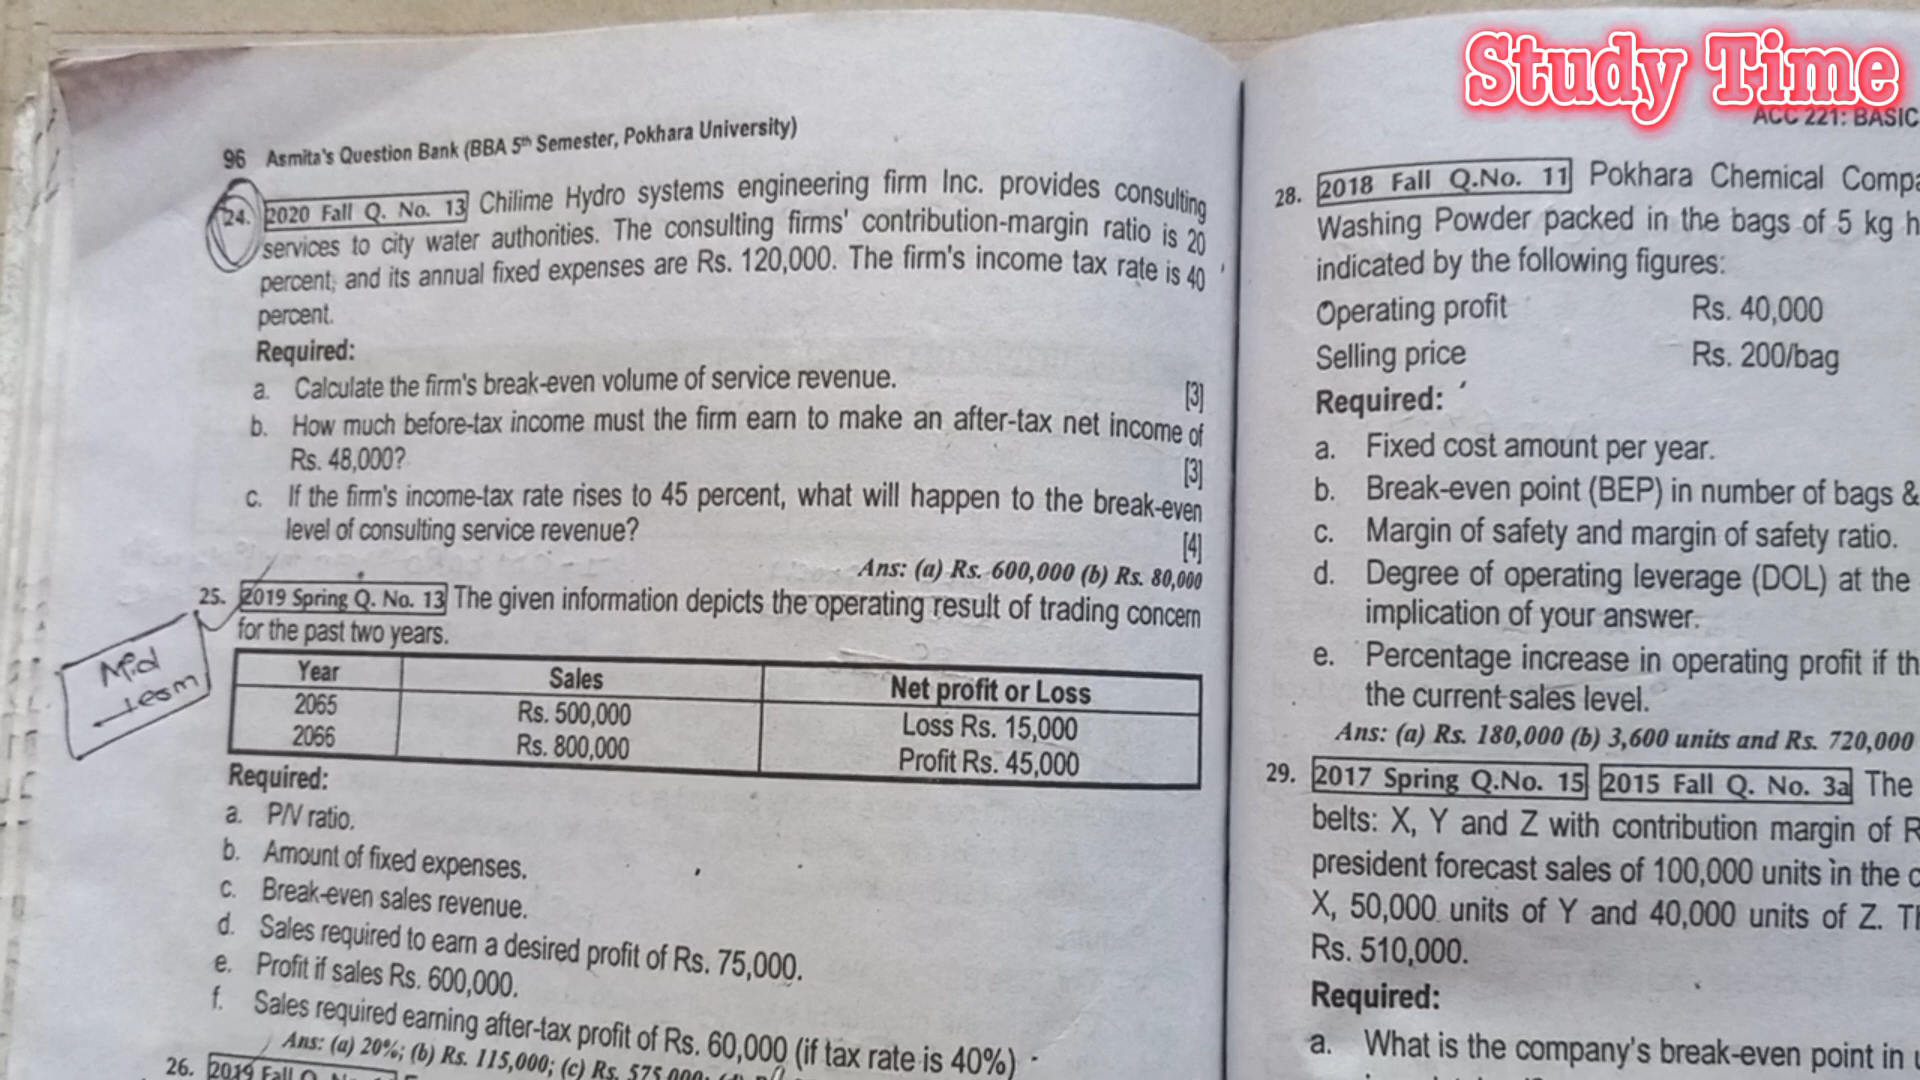 Study Time
96 Asmita's Question Bank (BBA 5th Semester, Pokhara University)
24. 2020 Fall Q. No. 13 Chilime Hydro systems engineering firm Inc. provides consulting
services to city water authorities. The consulting firms' contribution-margin ratio is 20
percent, and its annual fixed expenses are Rs. 120,000. The firm's income tax rate is 40
percent.
Required:
a. Calculate the firm's break-even volume of service revenue. [3]
b. How much before-tax income must the firm earn to make an after-tax net income of
Rs. 48,000? [3]
c. If the firm's income-tax rate rises to 45 percent, what will happen to the break-even
level of consulting service revenue? [4]
Ans: (a) Rs. 600,000 (b) Rs. 80,000
25. 2019 Spring Q. No. 13 The given information depicts the operating result of trading concern
for the past two years.
Mid
Year Sales Net profit or Loss
2065 Rs. 500,000 Loss Rs. 15,000
2066 Rs. 800,000 Profit Rs. 45,000
Required:
a. P/V ratio.
b. Amount of fixed expenses.
c. Break-even sales revenue.
d. Sales required to earn a desired profit of Rs. 75,000.
e. Profit if sales Rs. 600,000.
f. Sales required earning after-tax profit of Rs. 60,000 (if tax rate is 40%)
Ans: (a) 20%; (b) Rs. 115,000; (c) Rs. 575,000;
26. 2019 Fall
ACC 221: BASIC
28. 2018 Fall Q.No. 11 Pokhara Chemical
Washing Powder packed in the bags of 5 kg
indicated by the following figures:
Operating profit Rs. 40,000
Selling price Rs. 200/bag
Required:
a. Fixed cost amount per year.
b. Break-even point (BEP) in number of bags &
c. Margin of safety and margin of safety ratio.
d. Degree of operating leverage (DOL) at the
implication of your answer.
e. Percentage increase in operating profit if
the current sales level.
Ans: (a) Rs. 180,000 (b) 3,600 units and Rs. 720,000
29. 2017 Spring Q.No. 15 2015 Fall Q. No. 3a The
belts: X, Y and Z with contribution margin of
president forecast sales of 100,000 units in the
X, 50,000 units of Y and 40,000 units of Z.
Rs. 510,000.
Required:
a. What is the company's break-even point in